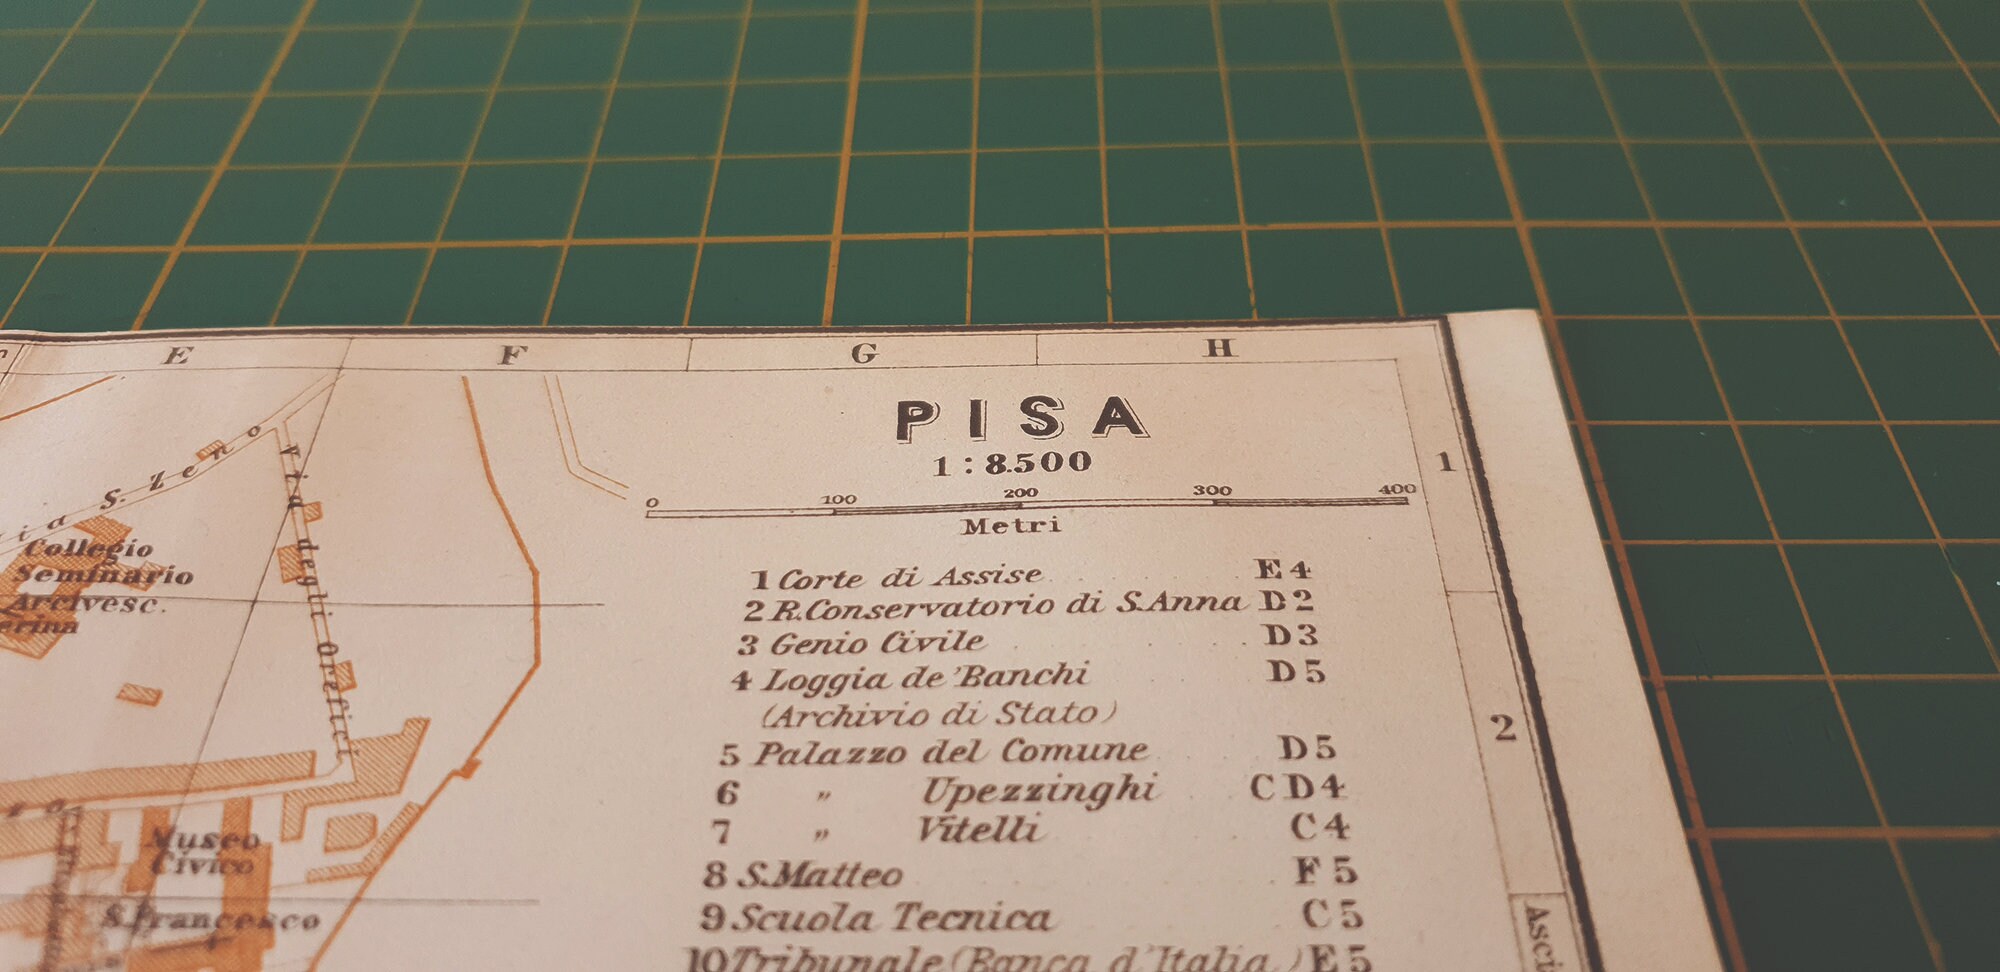 E F G H
PISA
1:8.500
0 100 200 300 400
Metri
1
2
1 Corte di Assise E4
2 R.Conservatorio di S.Anna D2
3 Genio Civile D3
4 Loggia de'Banchi D5
(Archivio di Stato)
5 Palazzo del Comune D5
6 „ Upezzinghi CD4
7 „ Vitelli C4
8 S.Matteo F5
9 Scuola Tecnica C5
10 Tribunale (Banca d'Italia) E5
Via S. Zeno
Via degli Orefici
Collegio
Seminario
Arcivesc.
Museo
Civico
S.Francesco